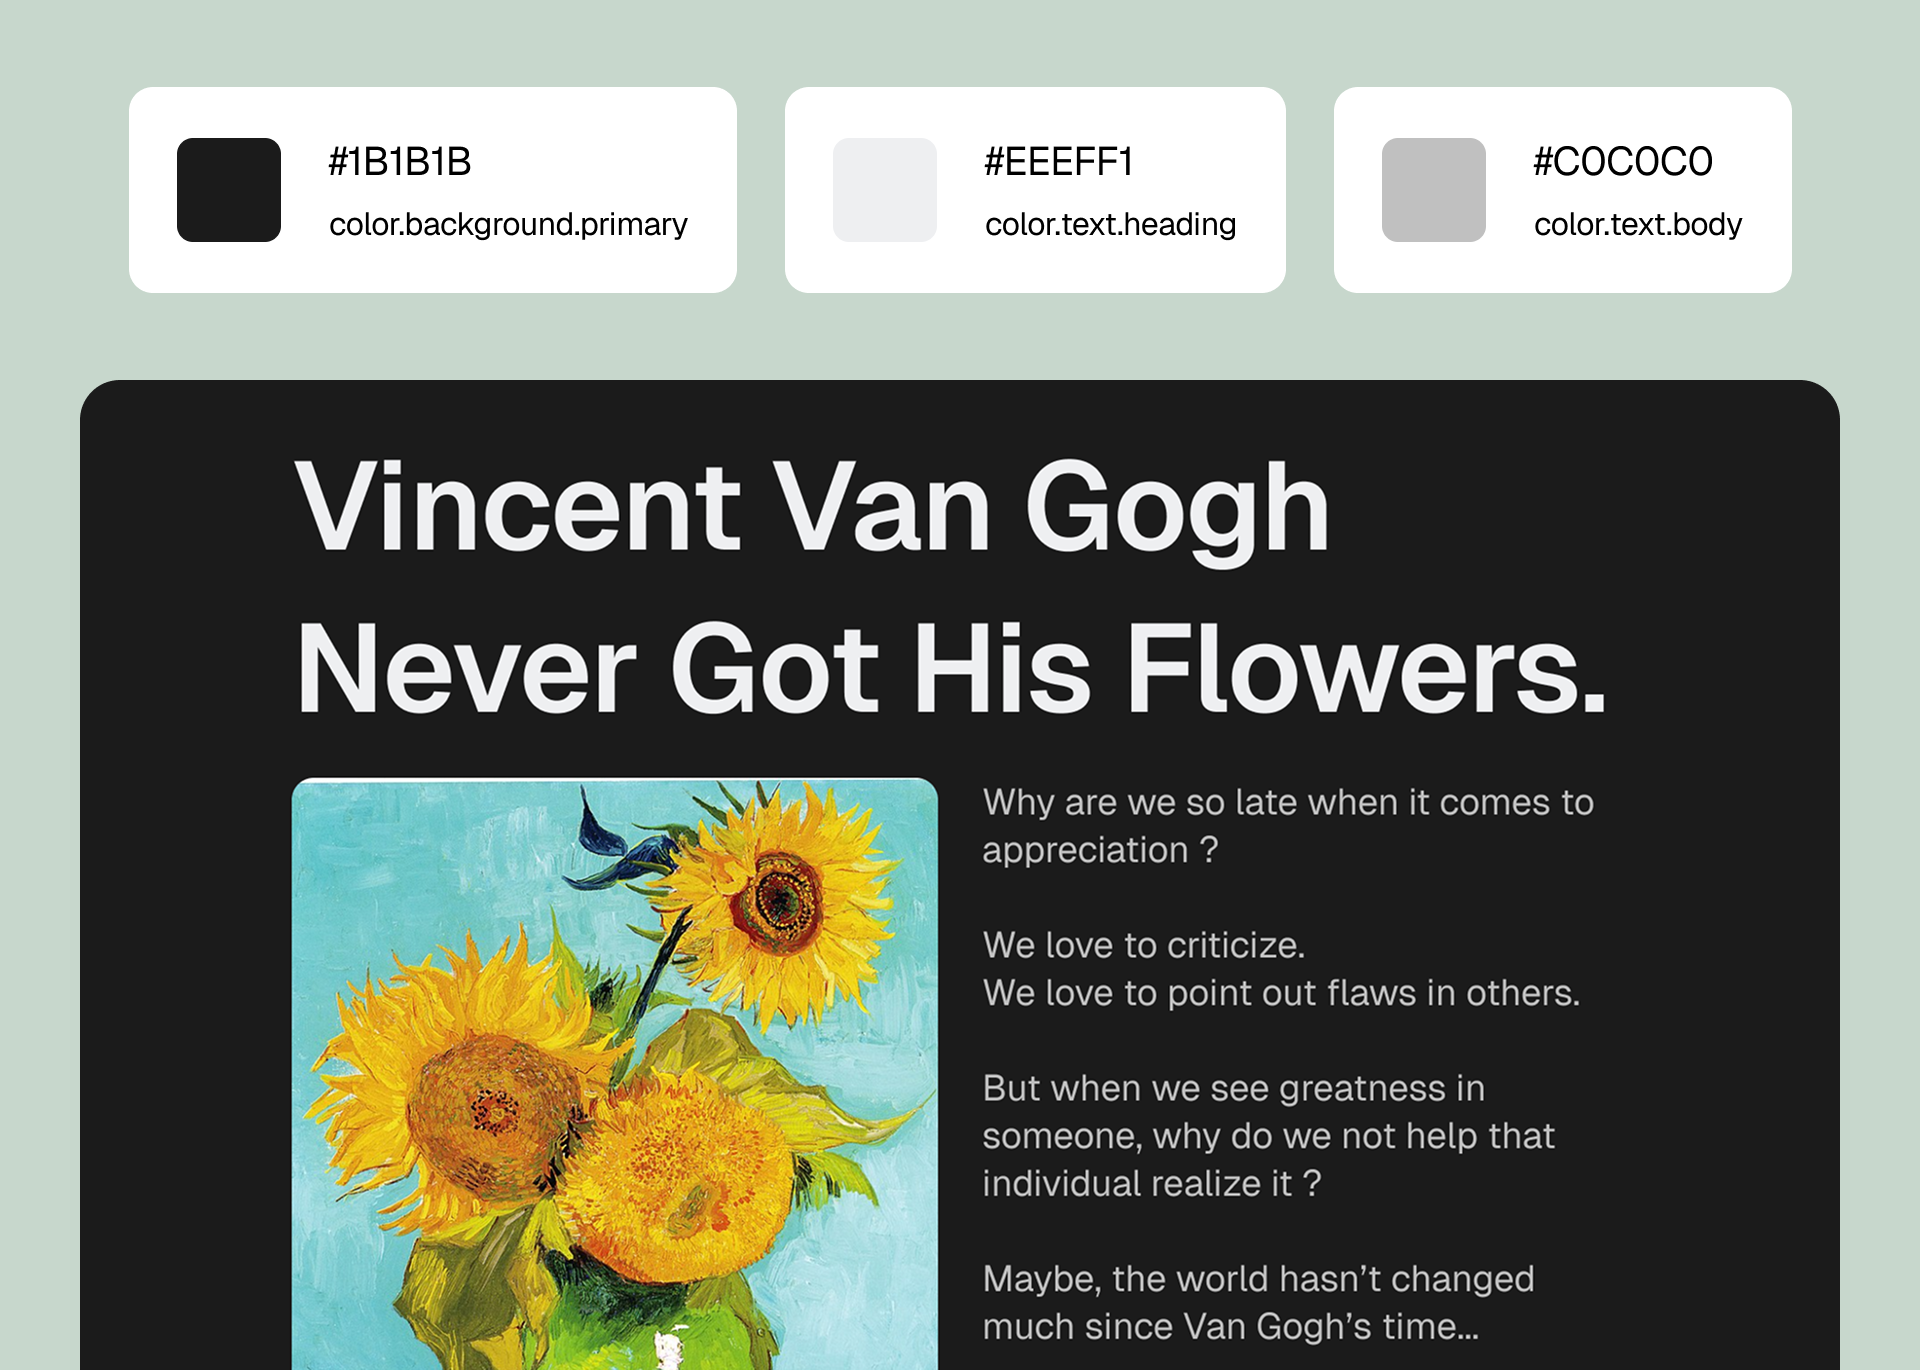 #1B1B1B
color.background.primary
#EEEFF1
color.text.heading
#C0C0C0
color.text.body
Vincent Van Gogh
Never Got His Flowers.
Why are we so late when it comes to
appreciation ?
We love to criticize.
We love to point out flaws in others.
But when we see greatness in
someone, why do we not help that
individual realize it ?
Maybe, the world hasn’t changed
much since Van Gogh’s time...